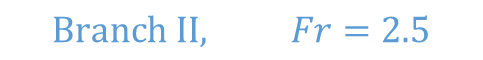 Branch II, Fr = 2.5